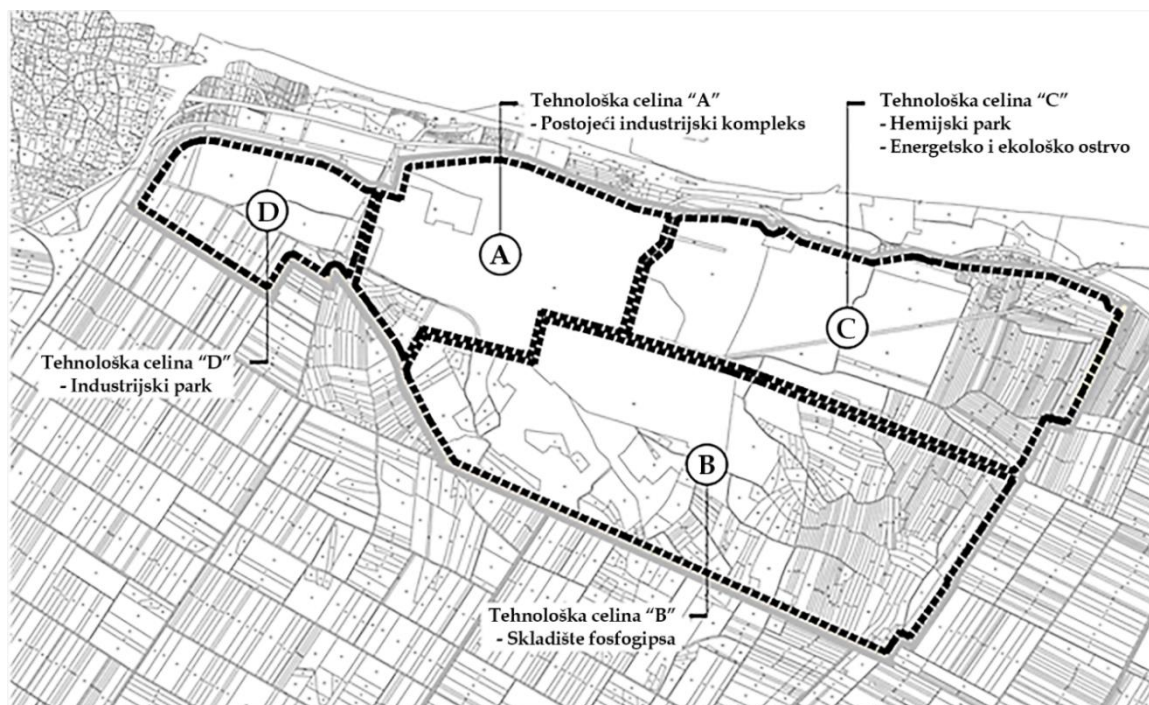 Tehnološka celina “A”
- Postojeći industrijski kompleks
Tehnološka celina “C”
- Hemijski park
- Energetsko i ekološko ostrvo
D
A
C
Tehnološka celina “D”
- Industrijski park
B
Tehnološka celina “B”
- Skladište fosfogipsa